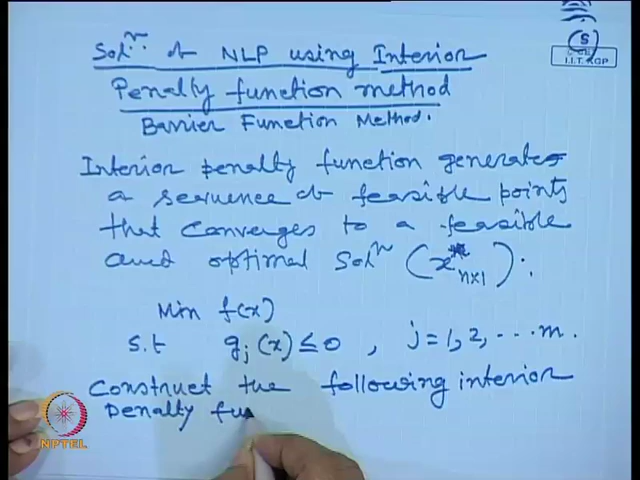 5
I.I.T. KGP
Solⁿ of NLP using Interior
Penalty function method
Barrier Function Method.
Interior penalty function generates
a sequence of feasible points
that converges to a feasible
and optimal Solⁿ (x*ₙₓ₁):
Min f(x)
s.t gⱼ(x) ≤ 0 , j = 1, 2, ... m.
Construct the following interior
Penalty fu
NPTEL